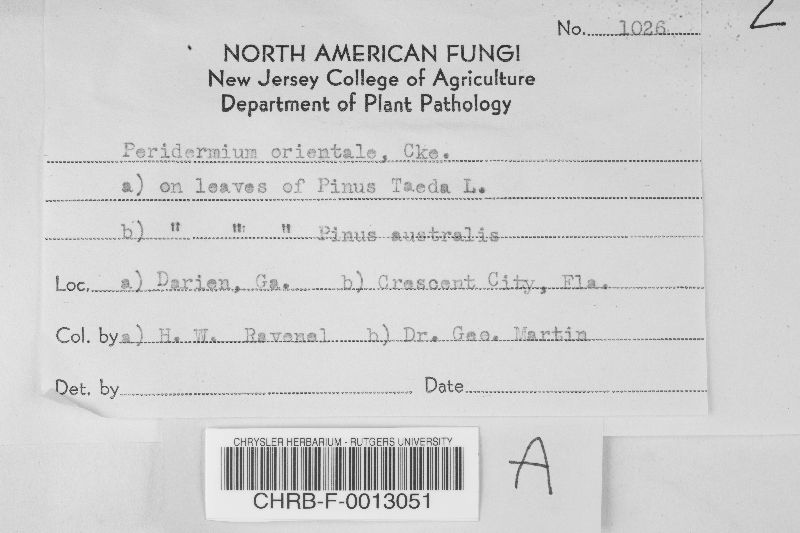 No. 1026
2
NORTH AMERICAN FUNGI
New Jersey College of Agriculture
Department of Plant Pathology
Peridermium orientale, Cke.
a) on leaves of Pinus Taeda L.
b) " " " Pinus australis
Loc. a) Darien, Ga. b) Crescent City, Fla.
Col. by a) H. W. Ravenel b) Dr. Geo. Martin
Det. by Date
CHRYSLER HERBARIUM - RUTGERS UNIVERSITY
CHRB-F-0013051
A